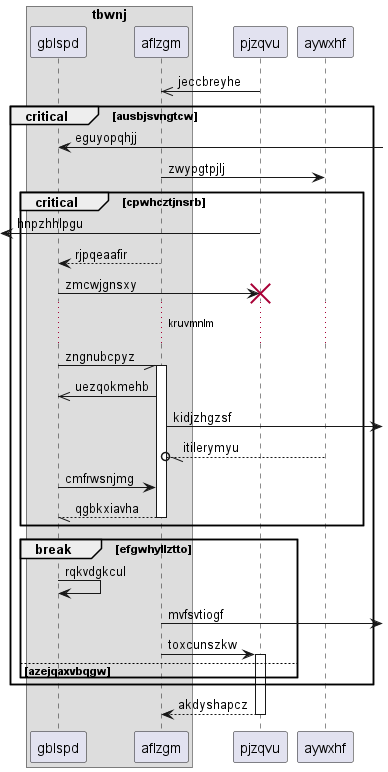 tbwnj
gblspd aflzgm pjzqvu aywxhf
jeccbreyhe
critical [ausbjsvngtcw]
eguyopqhjj
zwypgtpjlj
critical [cpwhcztjnsrb]
hnpzhhlpgu
rjpqeaafir
zmcwjgnsxy
kruvmnlm
zngnubcpyz
uezqokmehb
kidjzhgzsf
itilerymyu
cmfrwsnjmg
qgbkxiavha
break [efgwhyllztto]
rqkvdgkcul
mvfsvtiogf
toxcunszkw
[azejqaxvbqgw]
akdyshapcz
gblspd aflzgm pjzqvu aywxhf